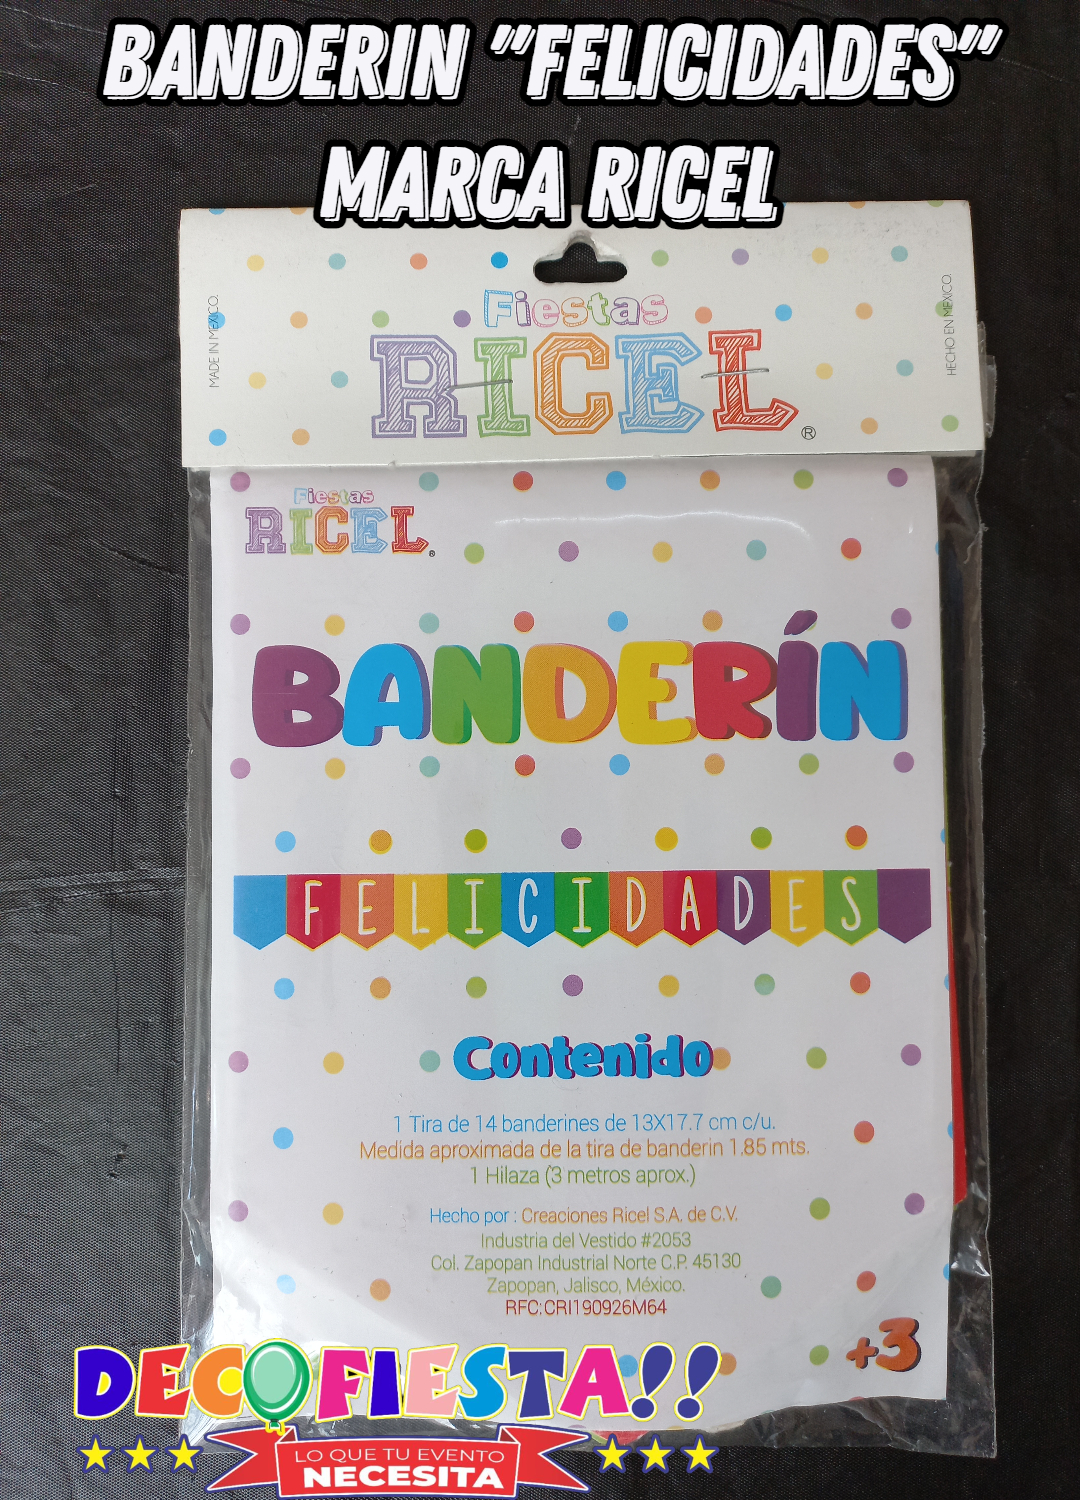 BANDERIN "FELICIDADES"
MARCA RICEL
MADE IN MEXICO.
HECHO EN MÉXICO.
Fiestas
RICEL®
Fiestas
RICEL®
BANDERÍN
FELICIDADES
Contenido
1 Tira de 14 banderines de 13X17.7 cm c/u.
Medida aproximada de la tira de banderin 1.85 mts.
1 Hilaza (3 metros aprox.)
Hecho por : Creaciones Ricel S.A. de C.V.
Industria del Vestido #2053
Col. Zapopan Industrial Norte C.P. 45130
Zapopan, Jalisco, México.
RFC:CRI190926M64
+3
DECOFIESTA!!
LO QUE TU EVENTO
NECESITA